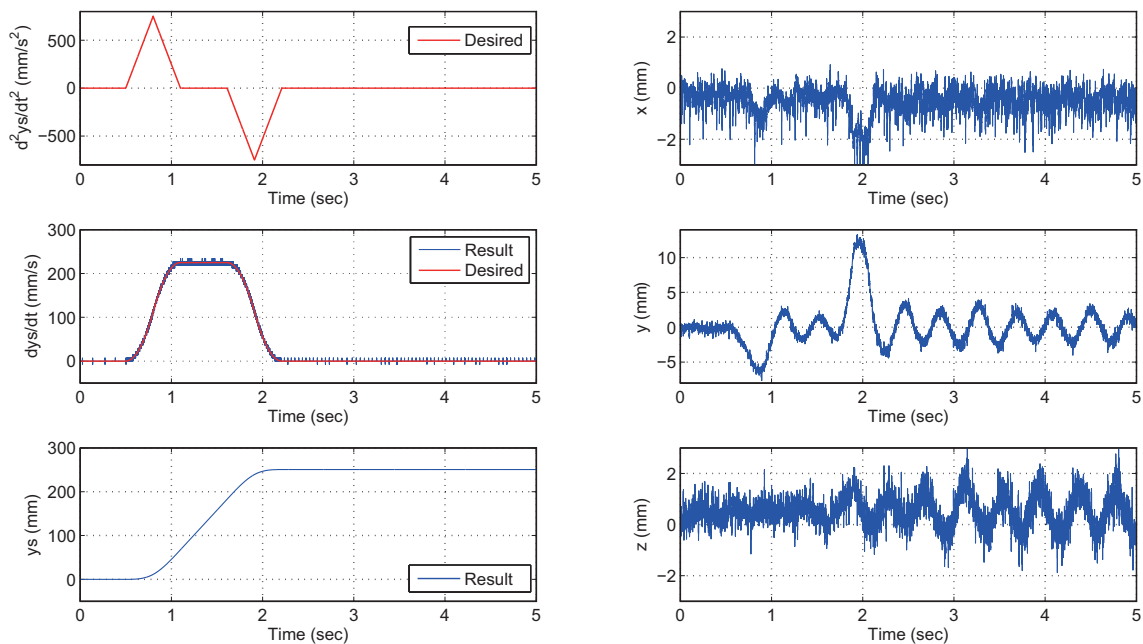 500
0
−500
d²ys/dt² (mm/s²)
Desired
0 1 2 3 4 5
Time (sec)
2
0
−2
x (mm)
0 1 2 3 4 5
Time (sec)
300
200
100
0
dys/dt (mm/s)
Result
Desired
0 1 2 3 4 5
Time (sec)
10
5
0
−5
y (mm)
0 1 2 3 4 5
Time (sec)
300
200
100
0
ys (mm)
Result
0 1 2 3 4 5
Time (sec)
2
0
−2
z (mm)
0 1 2 3 4 5
Time (sec)